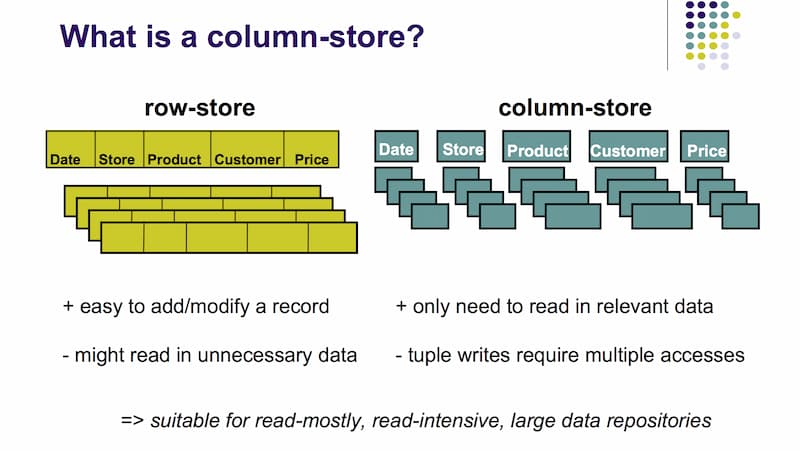 What is a column-store?
row-store
Date Store Product Customer Price
+ easy to add/modify a record
- might read in unnecessary data
column-store
Date Store Product Customer Price
+ only need to read in relevant data
- tuple writes require multiple accesses
=> suitable for read-mostly, read-intensive, large data repositories